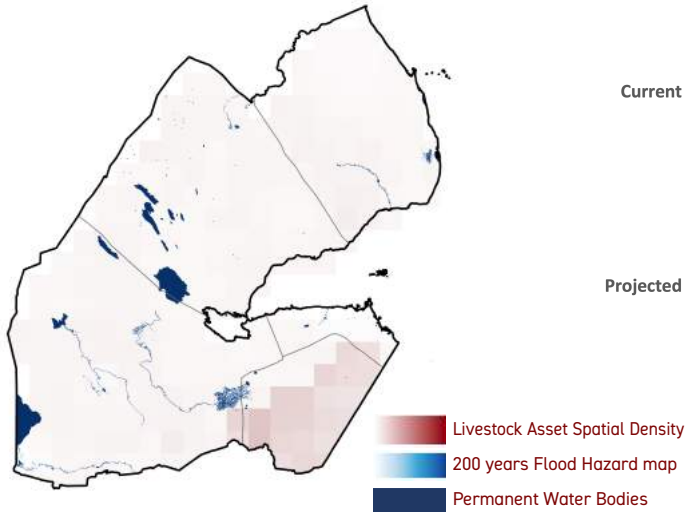 Current
Projected
Livestock Asset Spatial Density
200 years Flood Hazard map
Permanent Water Bodies